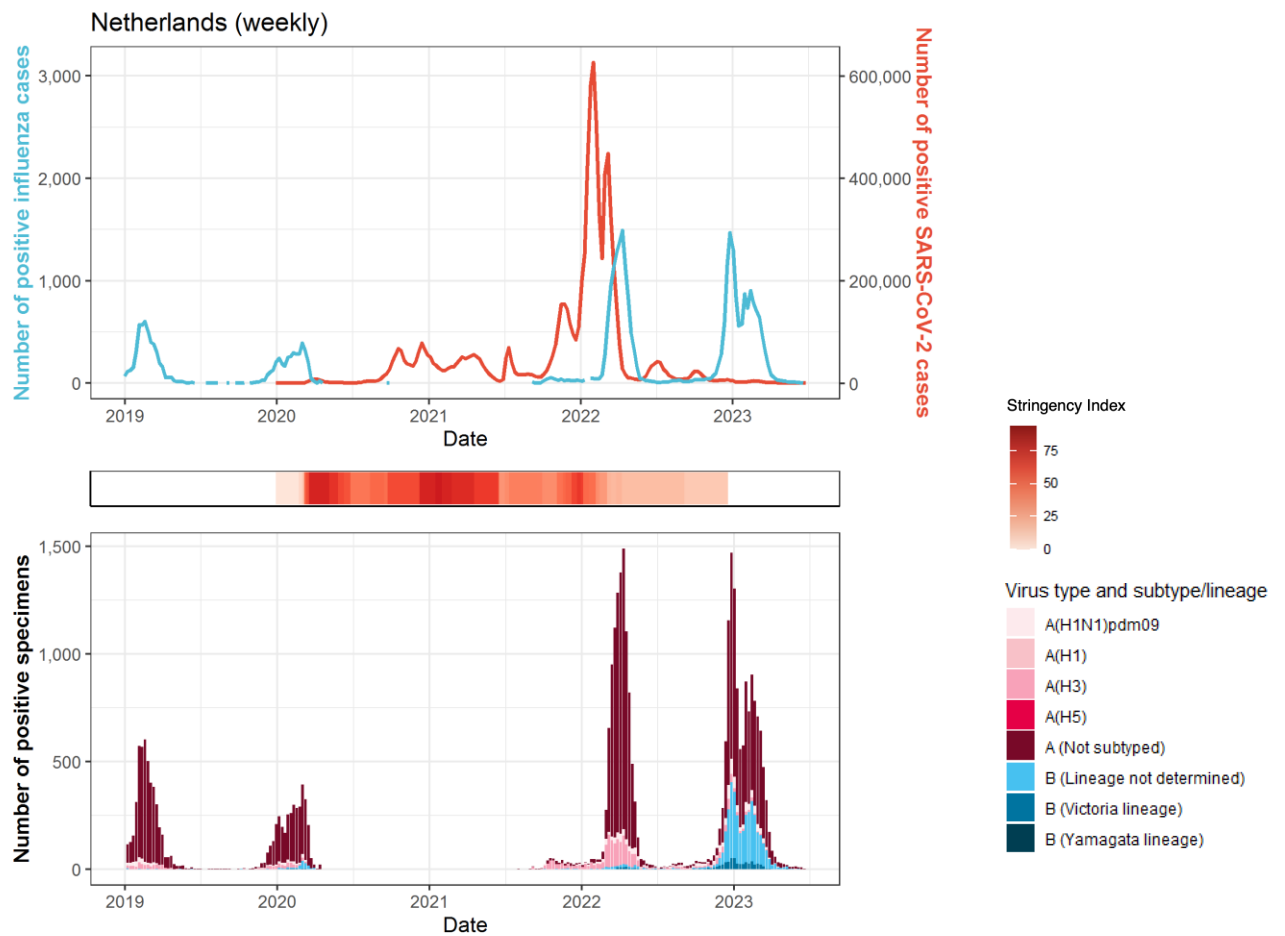 Netherlands (weekly)
Number of positive influenza cases
3,000
2,000
1,000
0
600,000
400,000
200,000
0
Number of positive SARS-CoV-2 cases
2019 2020 2021 2022 2023
Date
Stringency Index
75
50
25
0
Number of positive specimens
1,500
1,000
500
0
2019 2020 2021 2022 2023
Date
Virus type and subtype/lineage
A(H1N1)pdm09
A(H1)
A(H3)
A(H5)
A (Not subtyped)
B (Lineage not determined)
B (Victoria lineage)
B (Yamagata lineage)